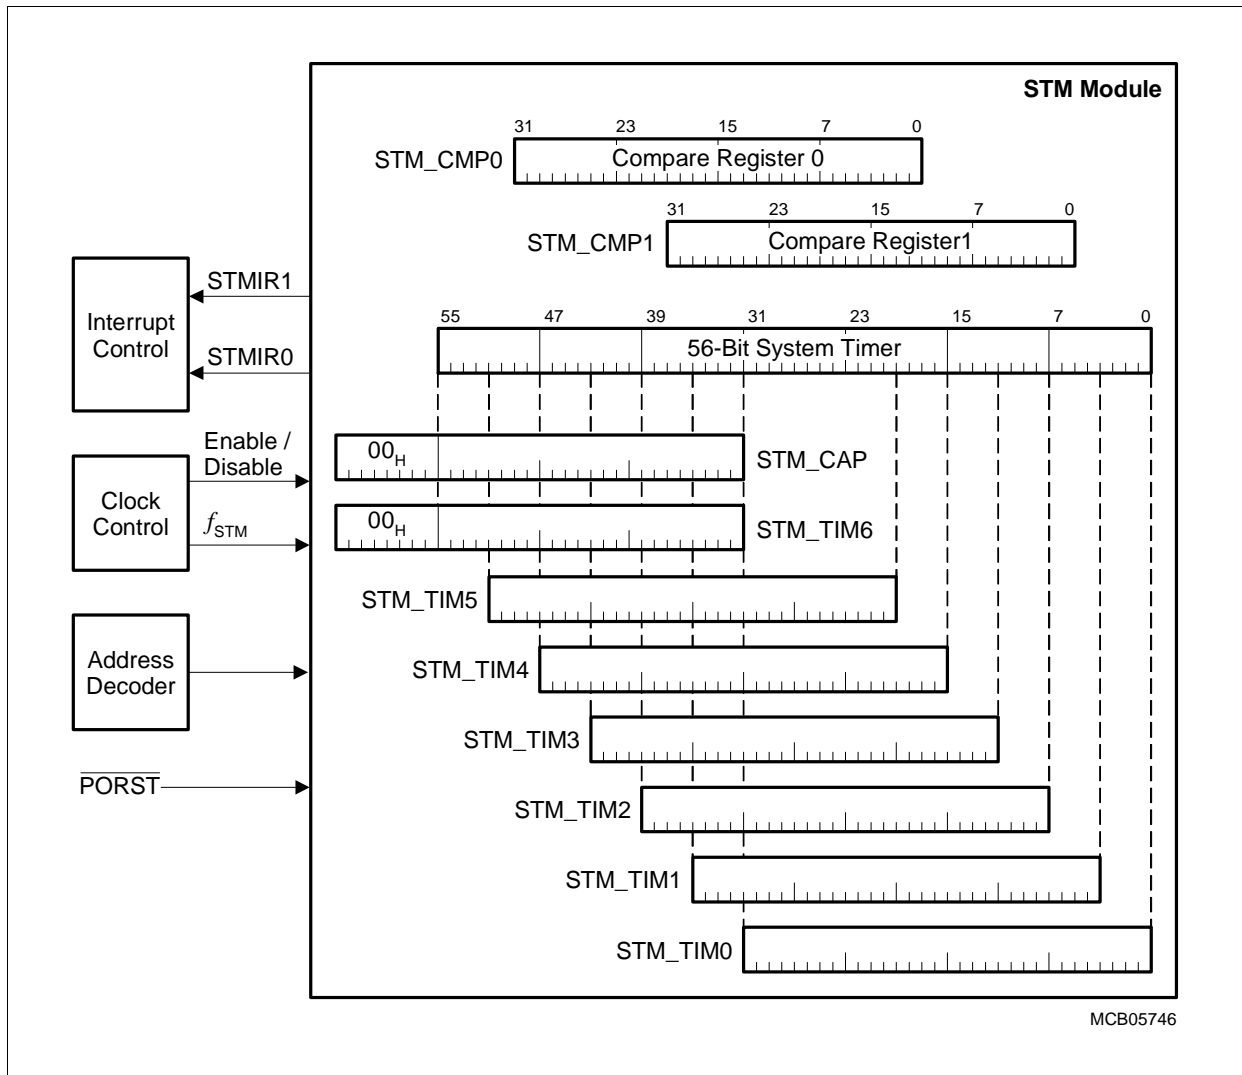 STM Module
31 23 15 7 0
STM_CMP0
Compare Register 0
31 23 15 7 0
STM_CMP1
Compare Register1
STMIR1
Interrupt
Control
STMIR0
55 47 39 31 23 15 7 0
56-Bit System Timer
Enable /
Disable
00H
STM_CAP
Clock
Control
fSTM
00H
STM_TIM6
STM_TIM5
Address
Decoder
STM_TIM4
STM_TIM3
PORST
STM_TIM2
STM_TIM1
STM_TIM0
MCB05746